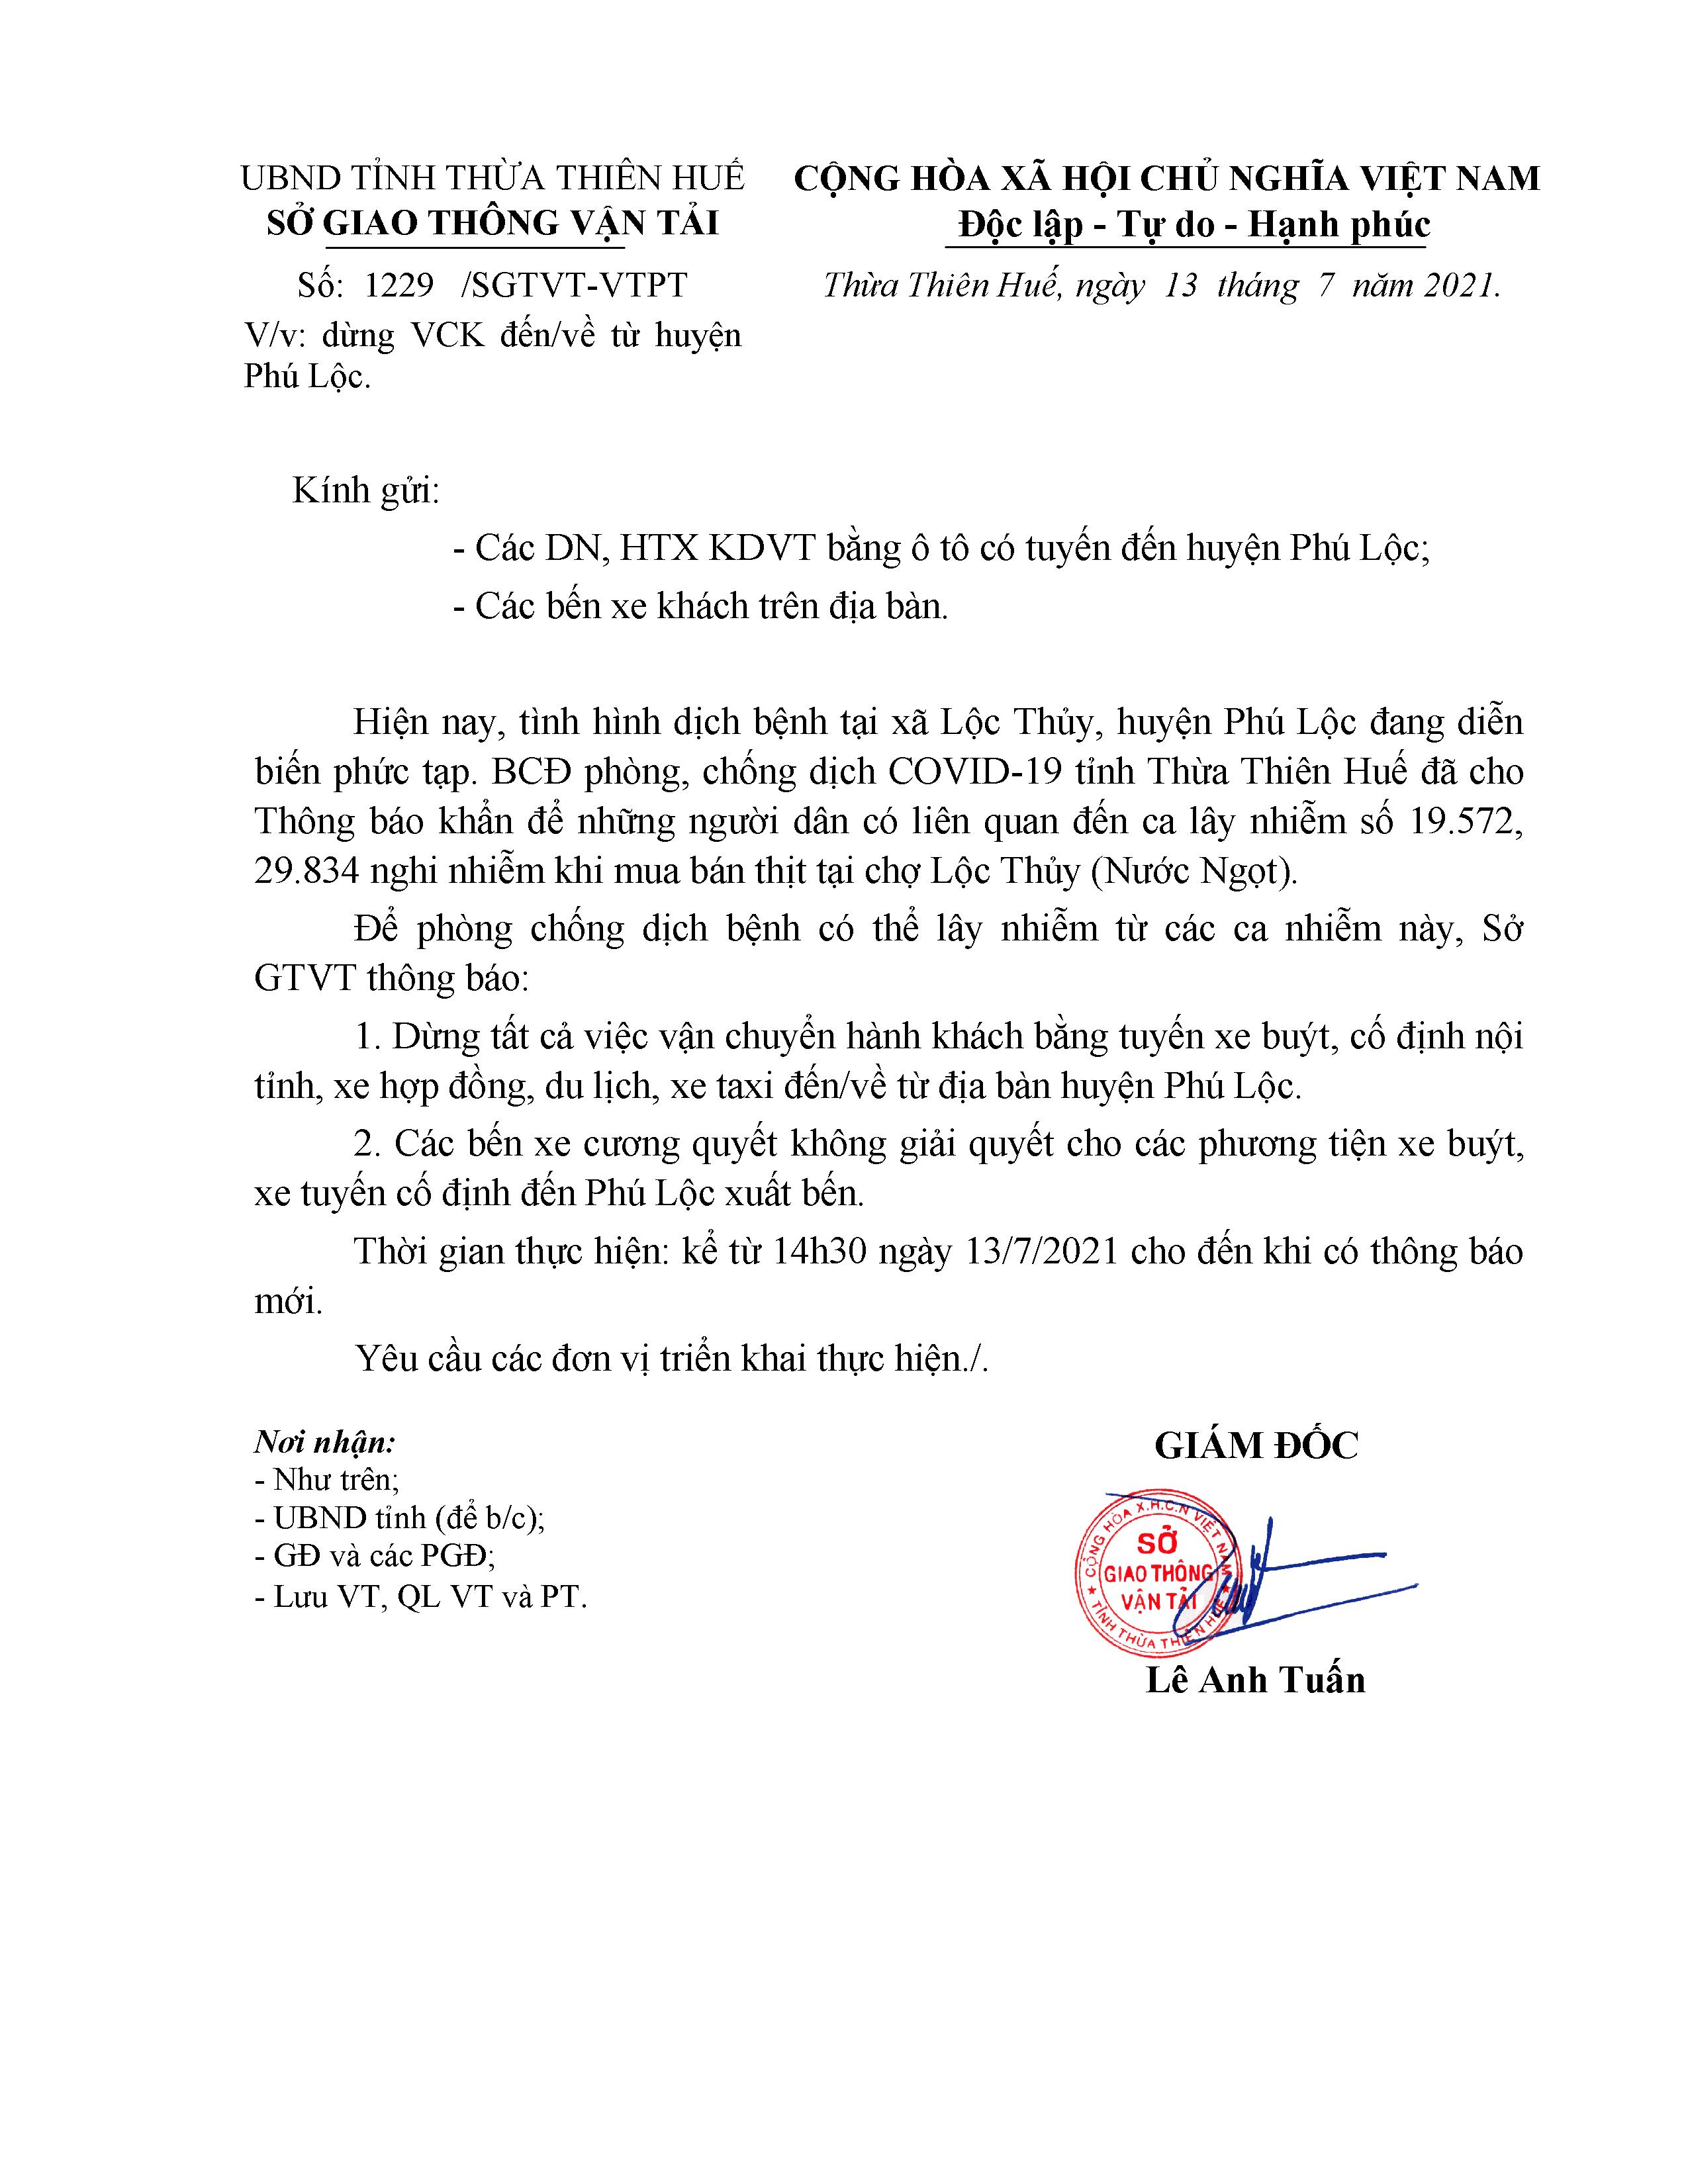 UBND TỈNH THỪA THIÊN HUẾ
SỞ GIAO THÔNG VẬN TẢI
CỘNG HÒA XÃ HỘI CHỦ NGHĨA VIỆT NAM
Độc lập - Tự do - Hạnh phúc
Số: 1229 /SGTVT-VTPT
Thừa Thiên Huế, ngày 13 tháng 7 năm 2021.
V/v: dừng VCK đến/về từ huyện
Phú Lộc.
Kính gửi:
- Các DN, HTX KDVT bằng ô tô có tuyến đến huyện Phú Lộc;
- Các bến xe khách trên địa bàn.
Hiện nay, tình hình dịch bệnh tại xã Lộc Thủy, huyện Phú Lộc đang diễn
biến phức tạp. BCĐ phòng, chống dịch COVID-19 tỉnh Thừa Thiên Huế đã cho
Thông báo khẩn để những người dân có liên quan đến ca lây nhiễm số 19.572,
29.834 nghi nhiễm khi mua bán thịt tại chợ Lộc Thủy (Nước Ngọt).
Để phòng chống dịch bệnh có thể lây nhiễm từ các ca nhiễm này, Sở
GTVT thông báo:
1. Dừng tất cả việc vận chuyển hành khách bằng tuyến xe buýt, cố định nội
tỉnh, xe hợp đồng, du lịch, xe taxi đến/về từ địa bàn huyện Phú Lộc.
2. Các bến xe cương quyết không giải quyết cho các phương tiện xe buýt,
xe tuyến cố định đến Phú Lộc xuất bến.
Thời gian thực hiện: kể từ 14h30 ngày 13/7/2021 cho đến khi có thông báo
mới.
Yêu cầu các đơn vị triển khai thực hiện./.
Nơi nhận:
- Như trên;
- UBND tỉnh (để b/c);
- GĐ và các PGĐ;
- Lưu VT, QL VT và PT.
GIÁM ĐỐC
CỘNG HÒA X.H.C.N VIỆT NAM
SỞ
GIAO THÔNG
VẬN TẢI
★ TỈNH THỪA THIÊN HUẾ ★
Lê Anh Tuấn